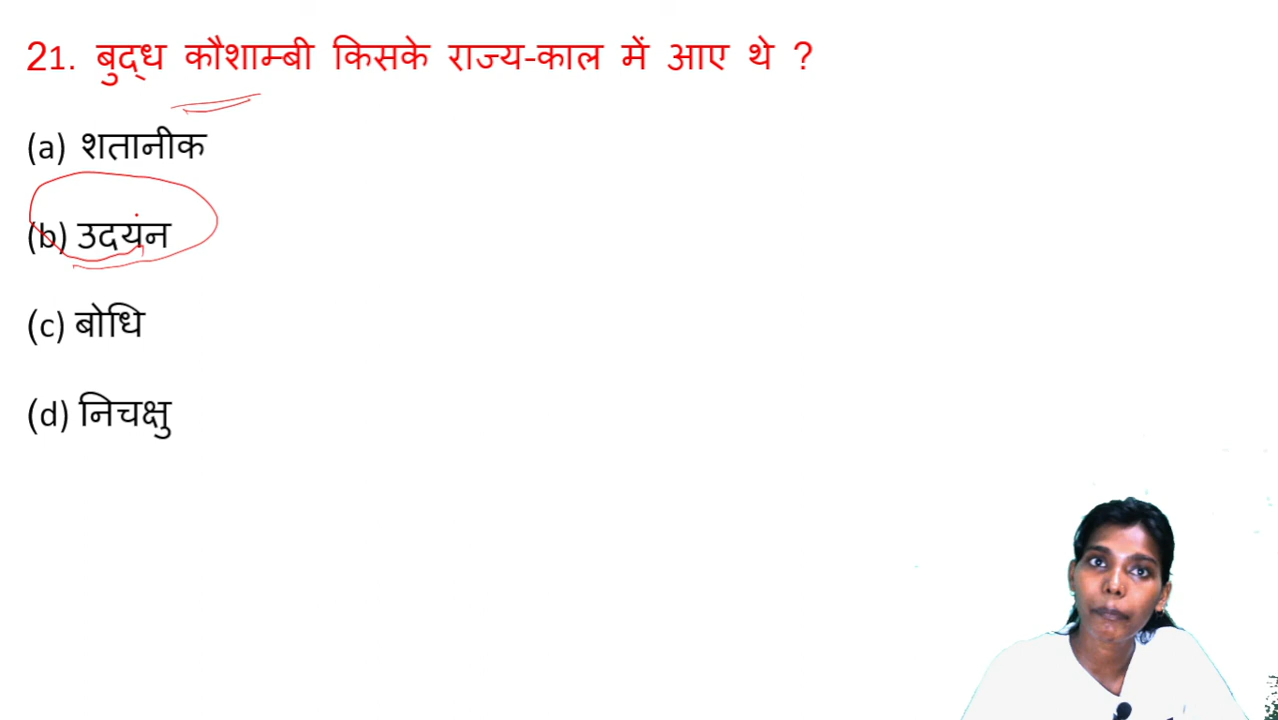 21. बुद्ध कौशाम्बी किसके राज्य-काल में आए थे ?
(a) शतानीक
(b) उदयन
(c) बोधि
(d) निचक्षु